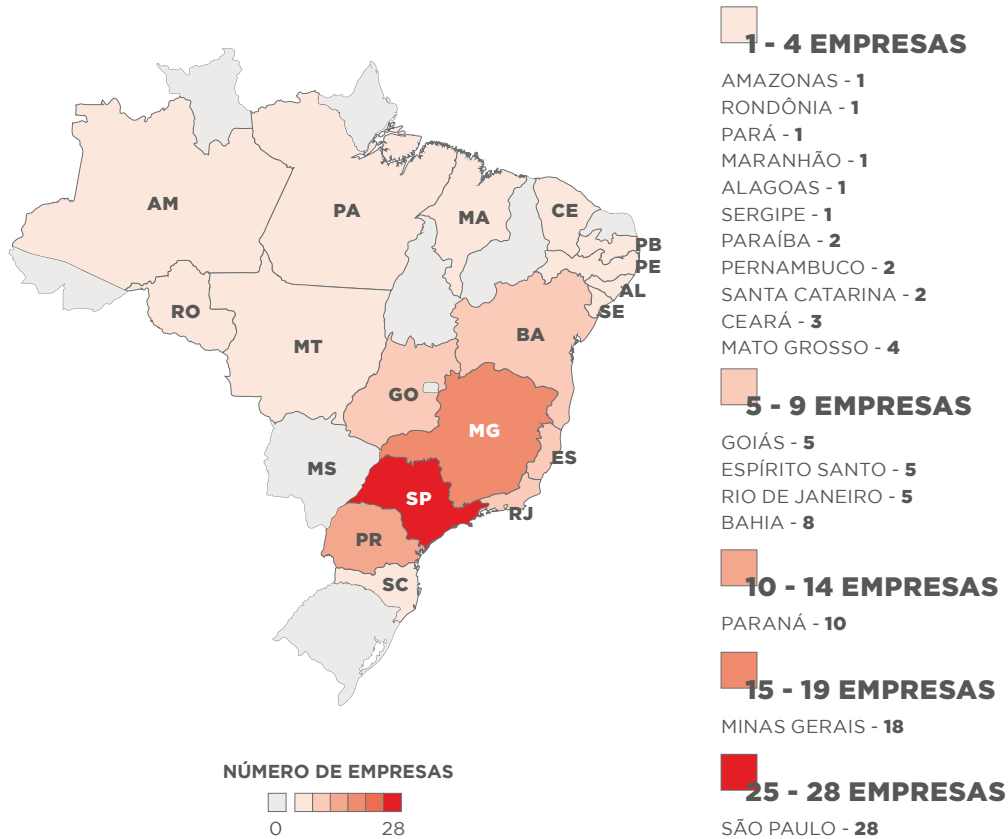 AM
PA
MA
CE
PB
PE
AL
SE
RO
MT
BA
GO
MG
MS
ES
SP
RJ
PR
SC
NÚMERO DE EMPRESAS
0 28
1 - 4 EMPRESAS
AMAZONAS - 1
RONDÔNIA - 1
PARÁ - 1
MARANHÃO - 1
ALAGOAS - 1
SERGIPE - 1
PARAÍBA - 2
PERNAMBUCO - 2
SANTA CATARINA - 2
CEARÁ - 3
MATO GROSSO - 4
5 - 9 EMPRESAS
GOIÁS - 5
ESPÍRITO SANTO - 5
RIO DE JANEIRO - 5
BAHIA - 8
10 - 14 EMPRESAS
PARANÁ - 10
15 - 19 EMPRESAS
MINAS GERAIS - 18
25 - 28 EMPRESAS
SÃO PAULO - 28